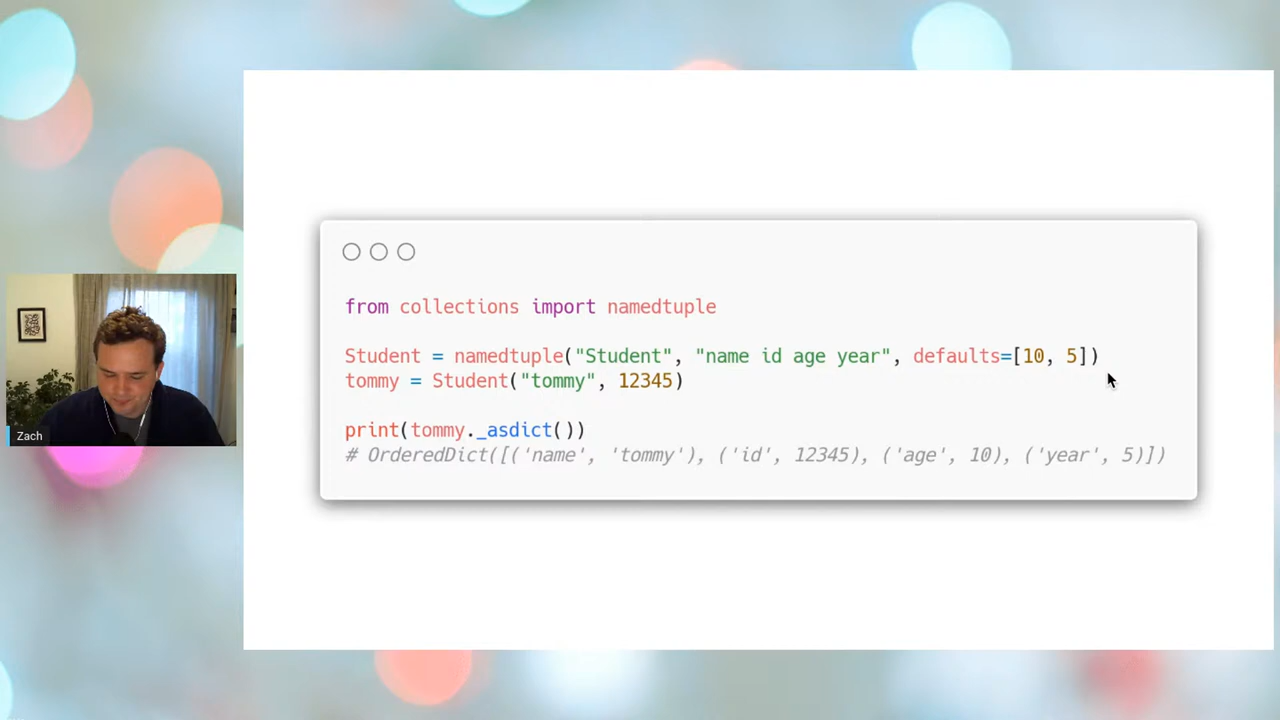 from collections import namedtuple
Student = namedtuple("Student", "name id age year", defaults=[10, 5])
tommy = Student("tommy", 12345)
print(tommy._asdict())
# OrderedDict([('name', 'tommy'), ('id', 12345), ('age', 10), ('year', 5)])
Zach